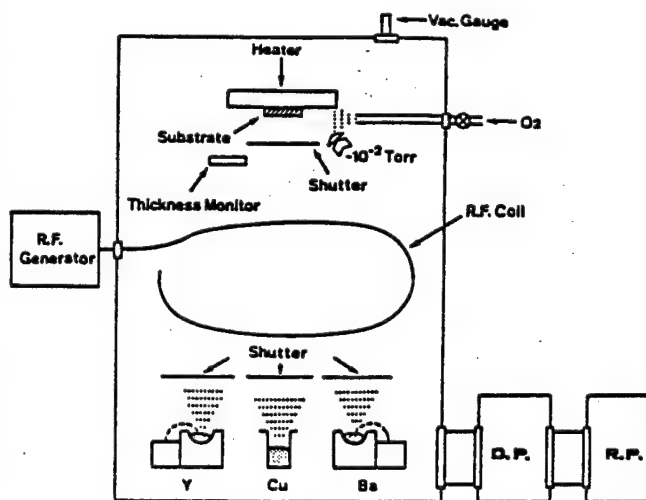 Vac. Gauge
Heater
O2
Substrate
~10⁻² Torr
Shutter
Thickness Monitor
R.F. Coil
R.F.
Generator
Shutter
D.P.
R.P.
Y
Cu
Ba